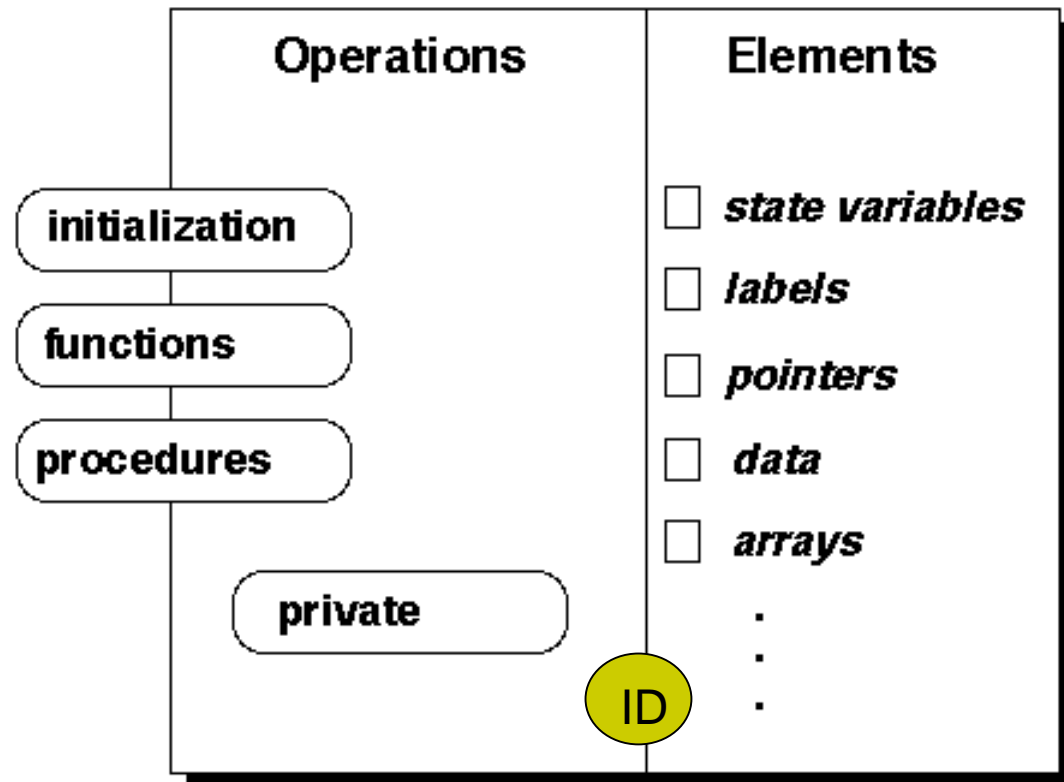 Operations
initialization
functions
procedures
private
ID
Elements
state variables
labels
pointers
data
arrays
.
.
.